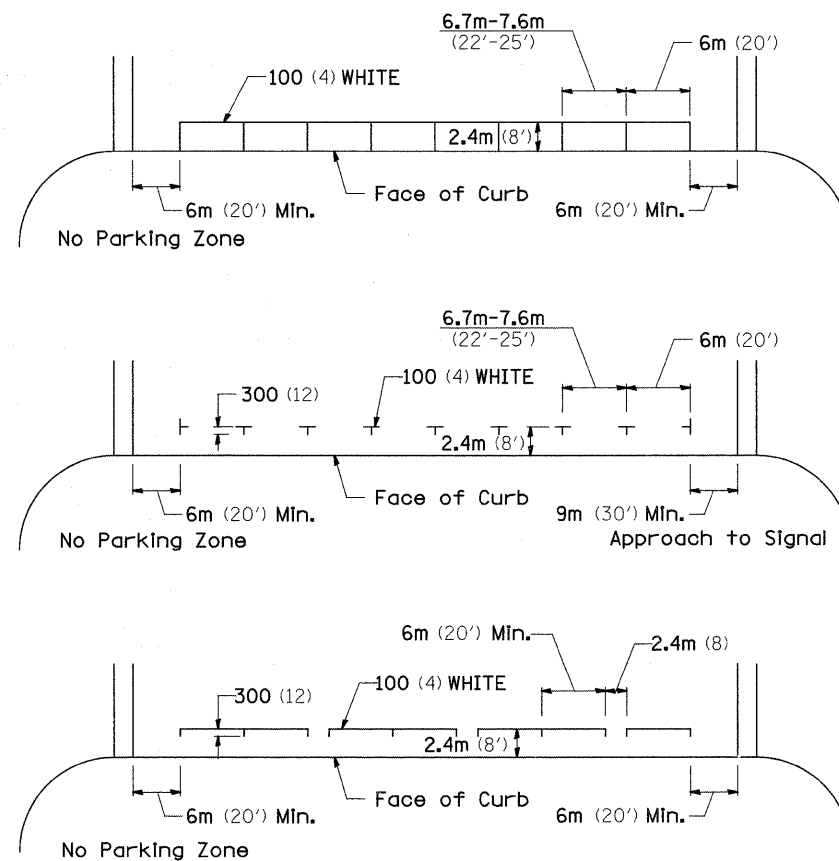 6.7m-7.6m
(22'-25')
6m (20')
100 (4) WHITE
2.4m (8')
Face of Curb
6m (20') Min.
6m (20') Min.
No Parking Zone
6.7m-7.6m
(22'-25')
6m (20')
100 (4) WHITE
300 (12)
2.4m (8')
Face of Curb
6m (20') Min.
9m (30') Min.
No Parking Zone
Approach to Signal
6m (20') Min.
2.4m (8)
300 (12)
100 (4) WHITE
2.4m (8')
Face of Curb
6m (20') Min.
6m (20') Min.
No Parking Zone